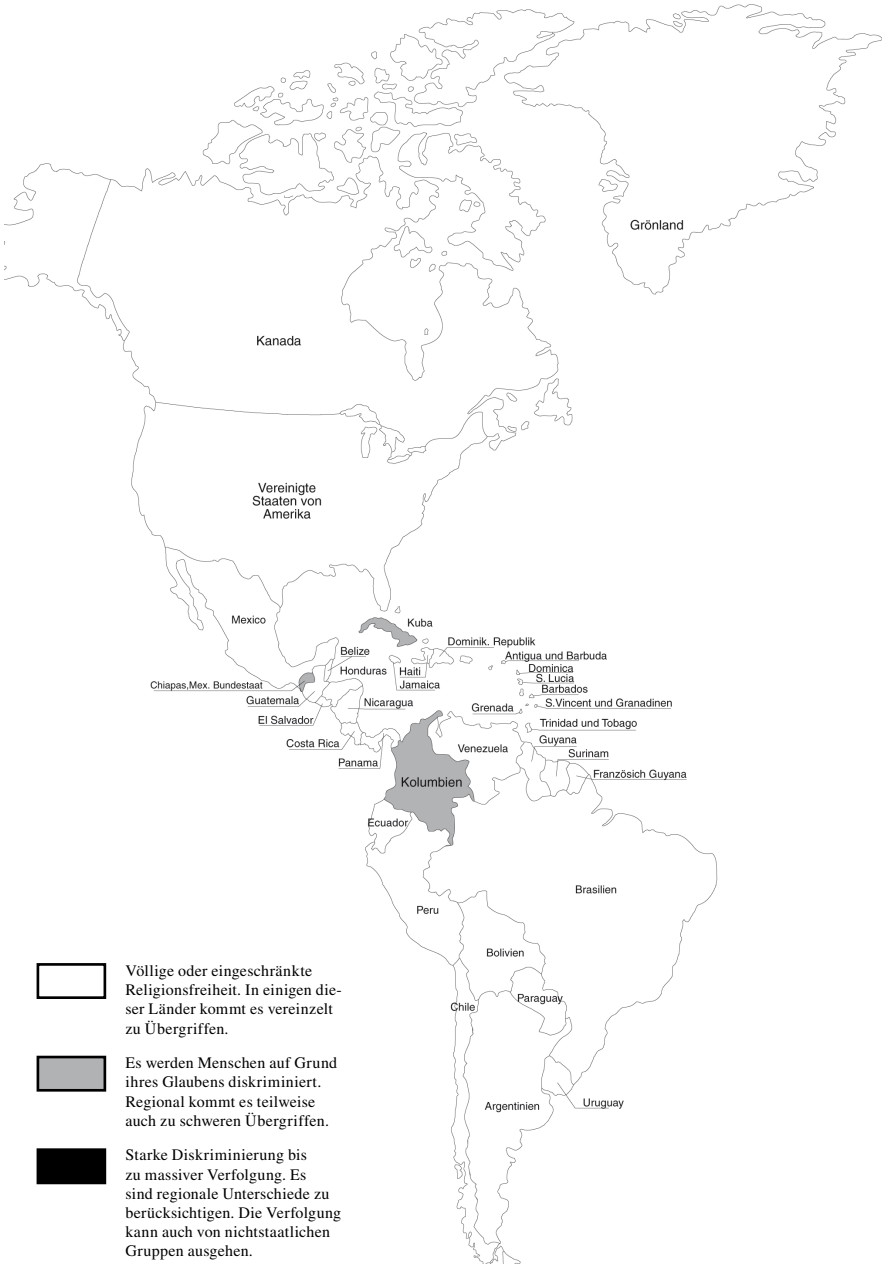 Grönland
Kanada
Vereinigte
Staaten von
Amerika
Mexico
Kuba
Dominik. Republik
Belize
Antigua und Barbuda
Honduras
Haiti
Dominica
Chiapas,Mex. Bundestaat
Jamaica
S. Lucia
Barbados
Guatemala
Nicaragua
Grenada
S.Vincent und Granadinen
El Salvador
Trinidad und Tobago
Costa Rica
Venezuela
Guyana
Panama
Surinam
Kolumbien
Französich Guyana
Ecuador
Brasilien
Peru
Bolivien
Chile
Paraguay
Argentinien
Uruguay
Völlige oder eingeschränkte
Religionsfreiheit. In einigen die-
ser Länder kommt es vereinzelt
zu Übergriffen.
Es werden Menschen auf Grund
ihres Glaubens diskriminiert.
Regional kommt es teilweise
auch zu schweren Übergriffen.
Starke Diskriminierung bis
zu massiver Verfolgung. Es
sind regionale Unterschiede zu
berücksichtigen. Die Verfolgung
kann auch von nichtstaatlichen
Gruppen ausgehen.